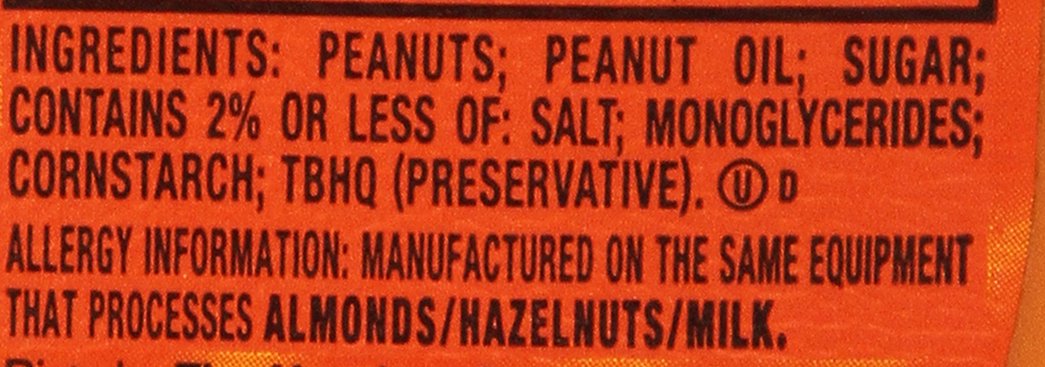 INGREDIENTS: PEANUTS; PEANUT OIL; SUGAR;
CONTAINS 2% OR LESS OF: SALT; MONOGLYCERIDES;
CORNSTARCH; TBHQ (PRESERVATIVE). Ⓤ D
ALLERGY INFORMATION: MANUFACTURED ON THE SAME EQUIPMENT
THAT PROCESSES ALMONDS/HAZELNUTS/MILK.